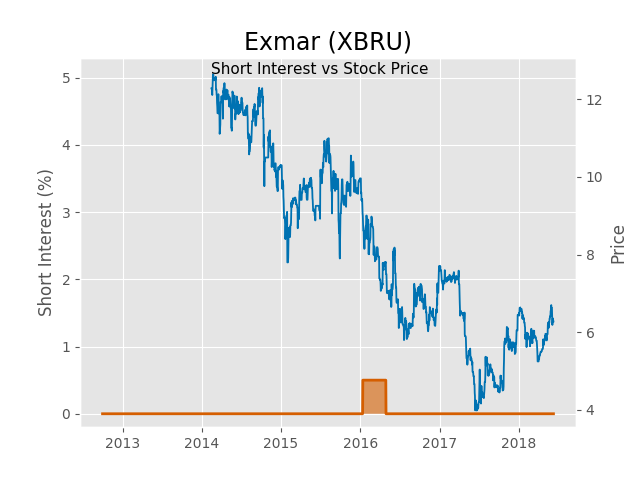 Exmar (XBRU)
Short Interest vs Stock Price
Short Interest (%)
5
4
3
2
1
0
12
10
8
6
4
Price
2013 2014 2015 2016 2017 2018